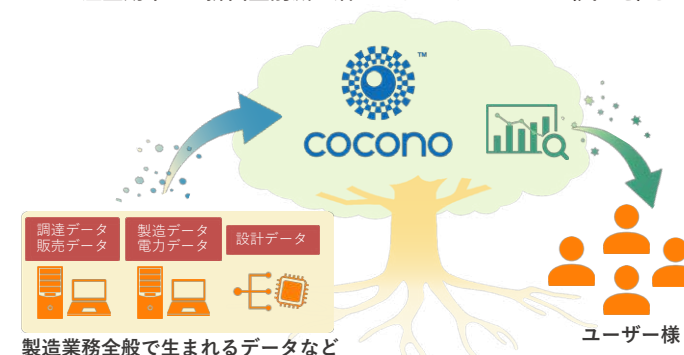 TM
cocono
調達データ
販売データ
製造データ
電力データ
設計データ
製造業務全般で生まれるデータなど
ユーザー様